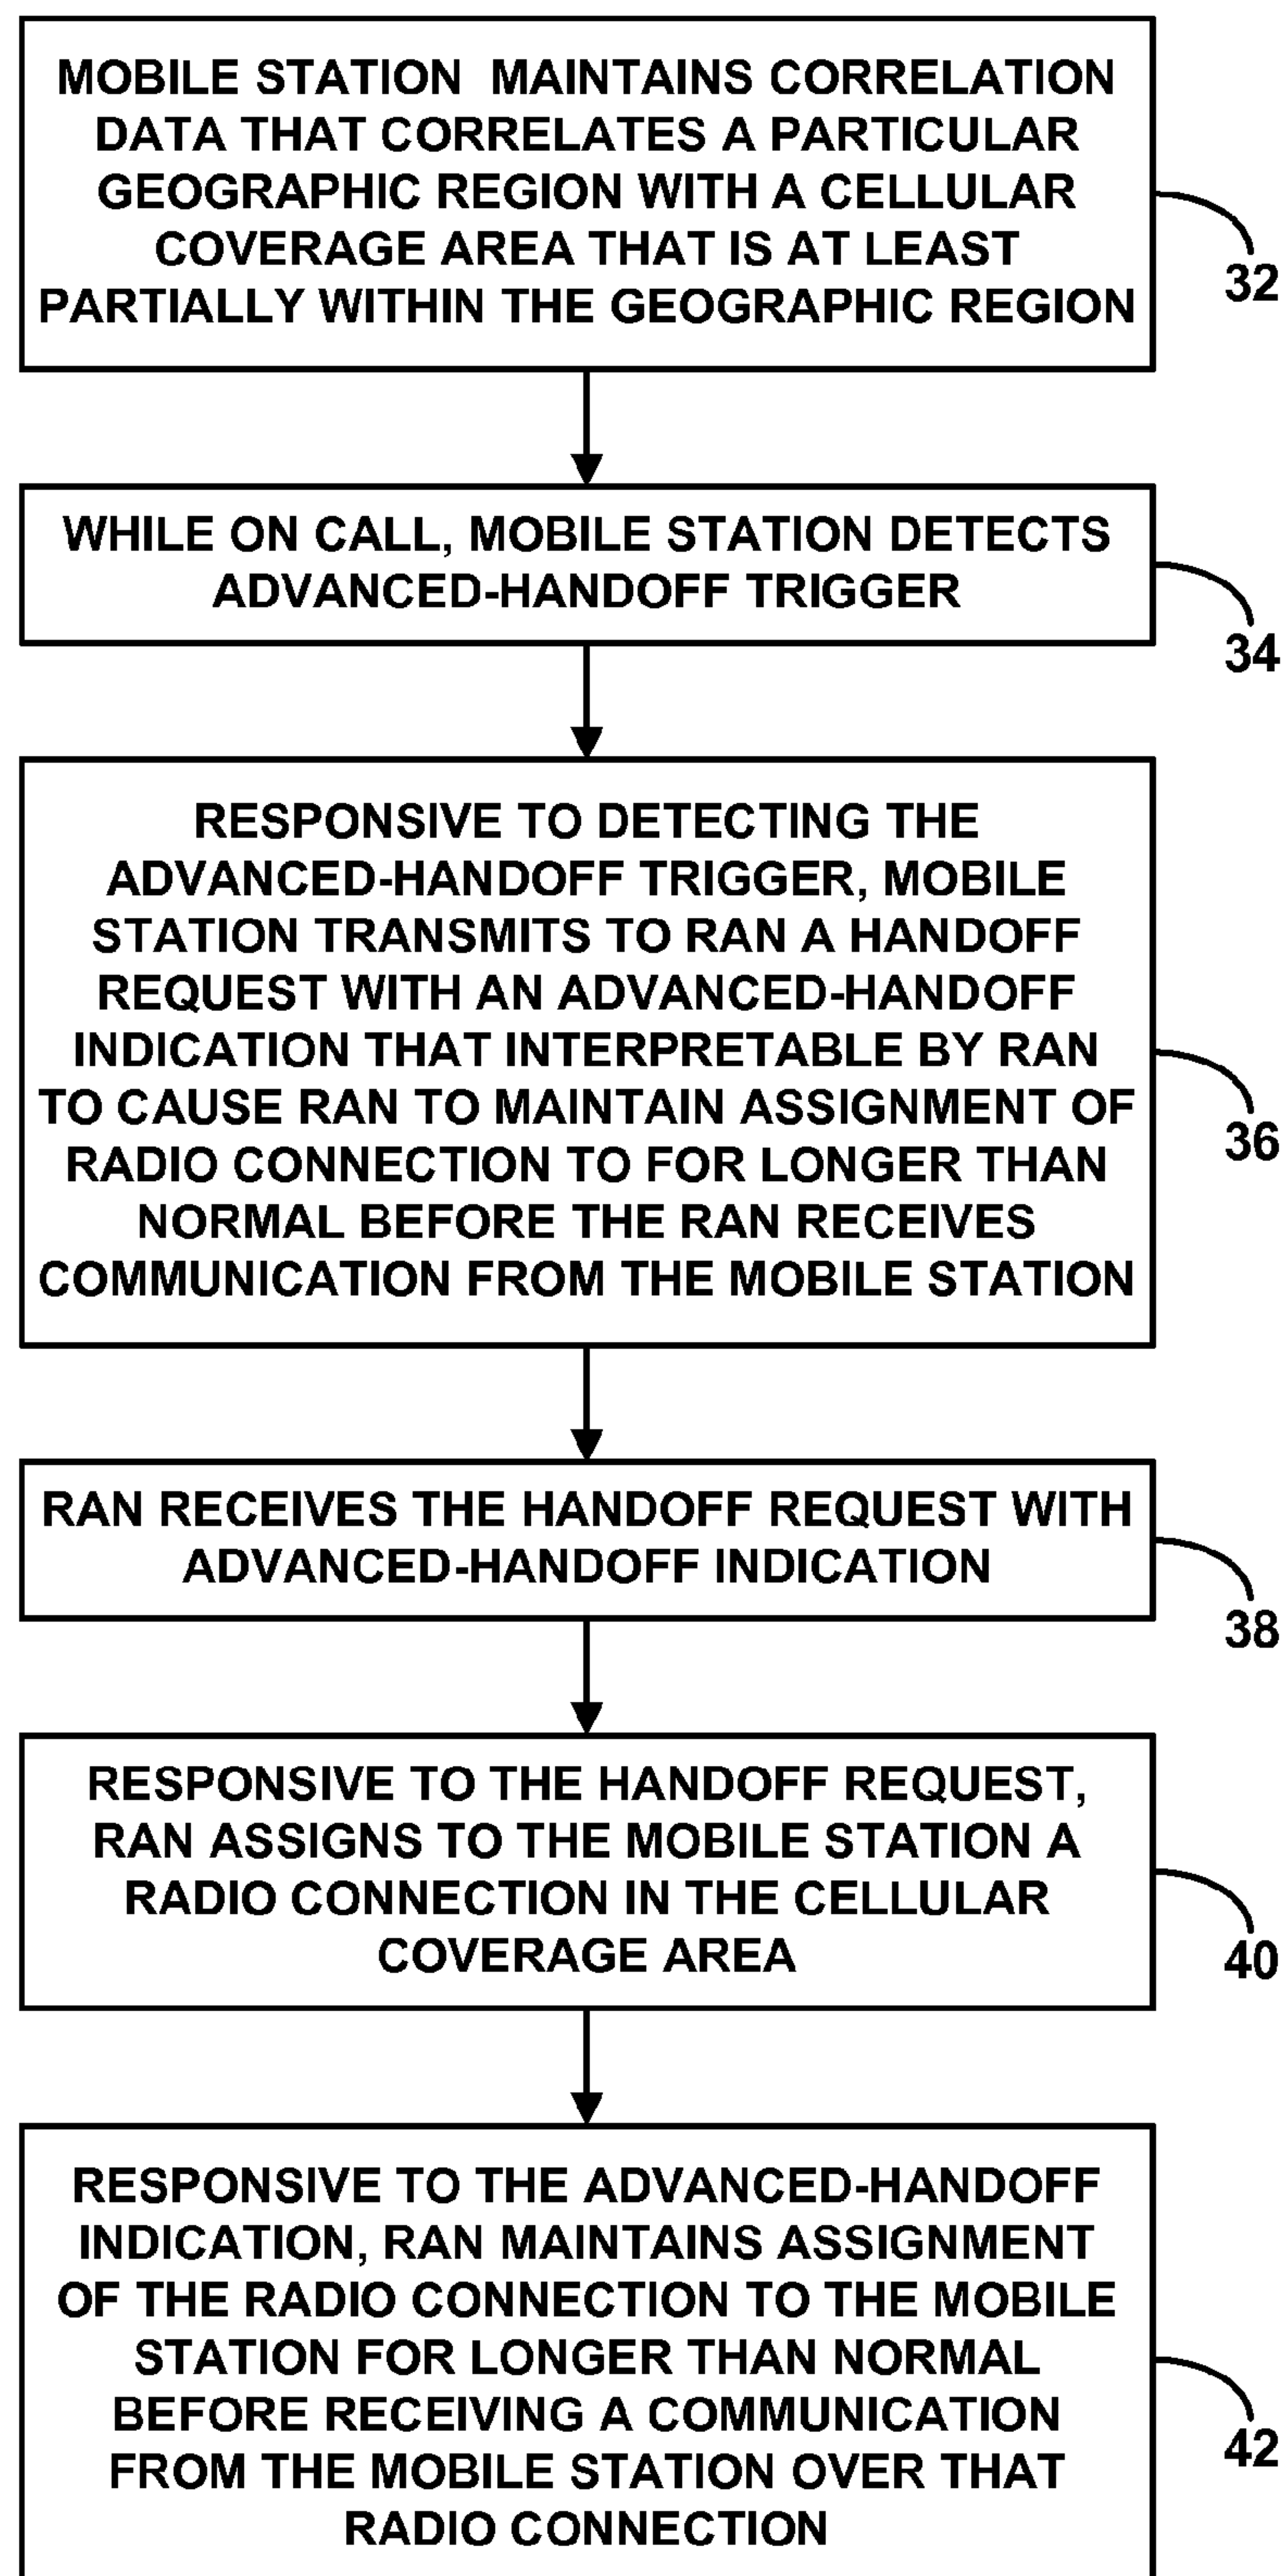 MOBILE STATION MAINTAINS CORRELATION
DATA THAT CORRELATES A PARTICULAR
GEOGRAPHIC REGION WITH A CELLULAR
COVERAGE AREA THAT IS AT LEAST
PARTIALLY WITHIN THE GEOGRAPHIC REGION
32
WHILE ON CALL, MOBILE STATION DETECTS
ADVANCED-HANDOFF TRIGGER
34
RESPONSIVE TO DETECTING THE
ADVANCED-HANDOFF TRIGGER, MOBILE
STATION TRANSMITS TO RAN A HANDOFF
REQUEST WITH AN ADVANCED-HANDOFF
INDICATION THAT INTERPRETABLE BY RAN
TO CAUSE RAN TO MAINTAIN ASSIGNMENT OF
RADIO CONNECTION TO FOR LONGER THAN
NORMAL BEFORE THE RAN RECEIVES
COMMUNICATION FROM THE MOBILE STATION
36
RAN RECEIVES THE HANDOFF REQUEST WITH
ADVANCED-HANDOFF INDICATION
38
RESPONSIVE TO THE HANDOFF REQUEST,
RAN ASSIGNS TO THE MOBILE STATION A
RADIO CONNECTION IN THE CELLULAR
COVERAGE AREA
40
RESPONSIVE TO THE ADVANCED-HANDOFF
INDICATION, RAN MAINTAINS ASSIGNMENT
OF THE RADIO CONNECTION TO THE MOBILE
STATION FOR LONGER THAN NORMAL
BEFORE RECEIVING A COMMUNICATION
FROM THE MOBILE STATION OVER THAT
RADIO CONNECTION
42